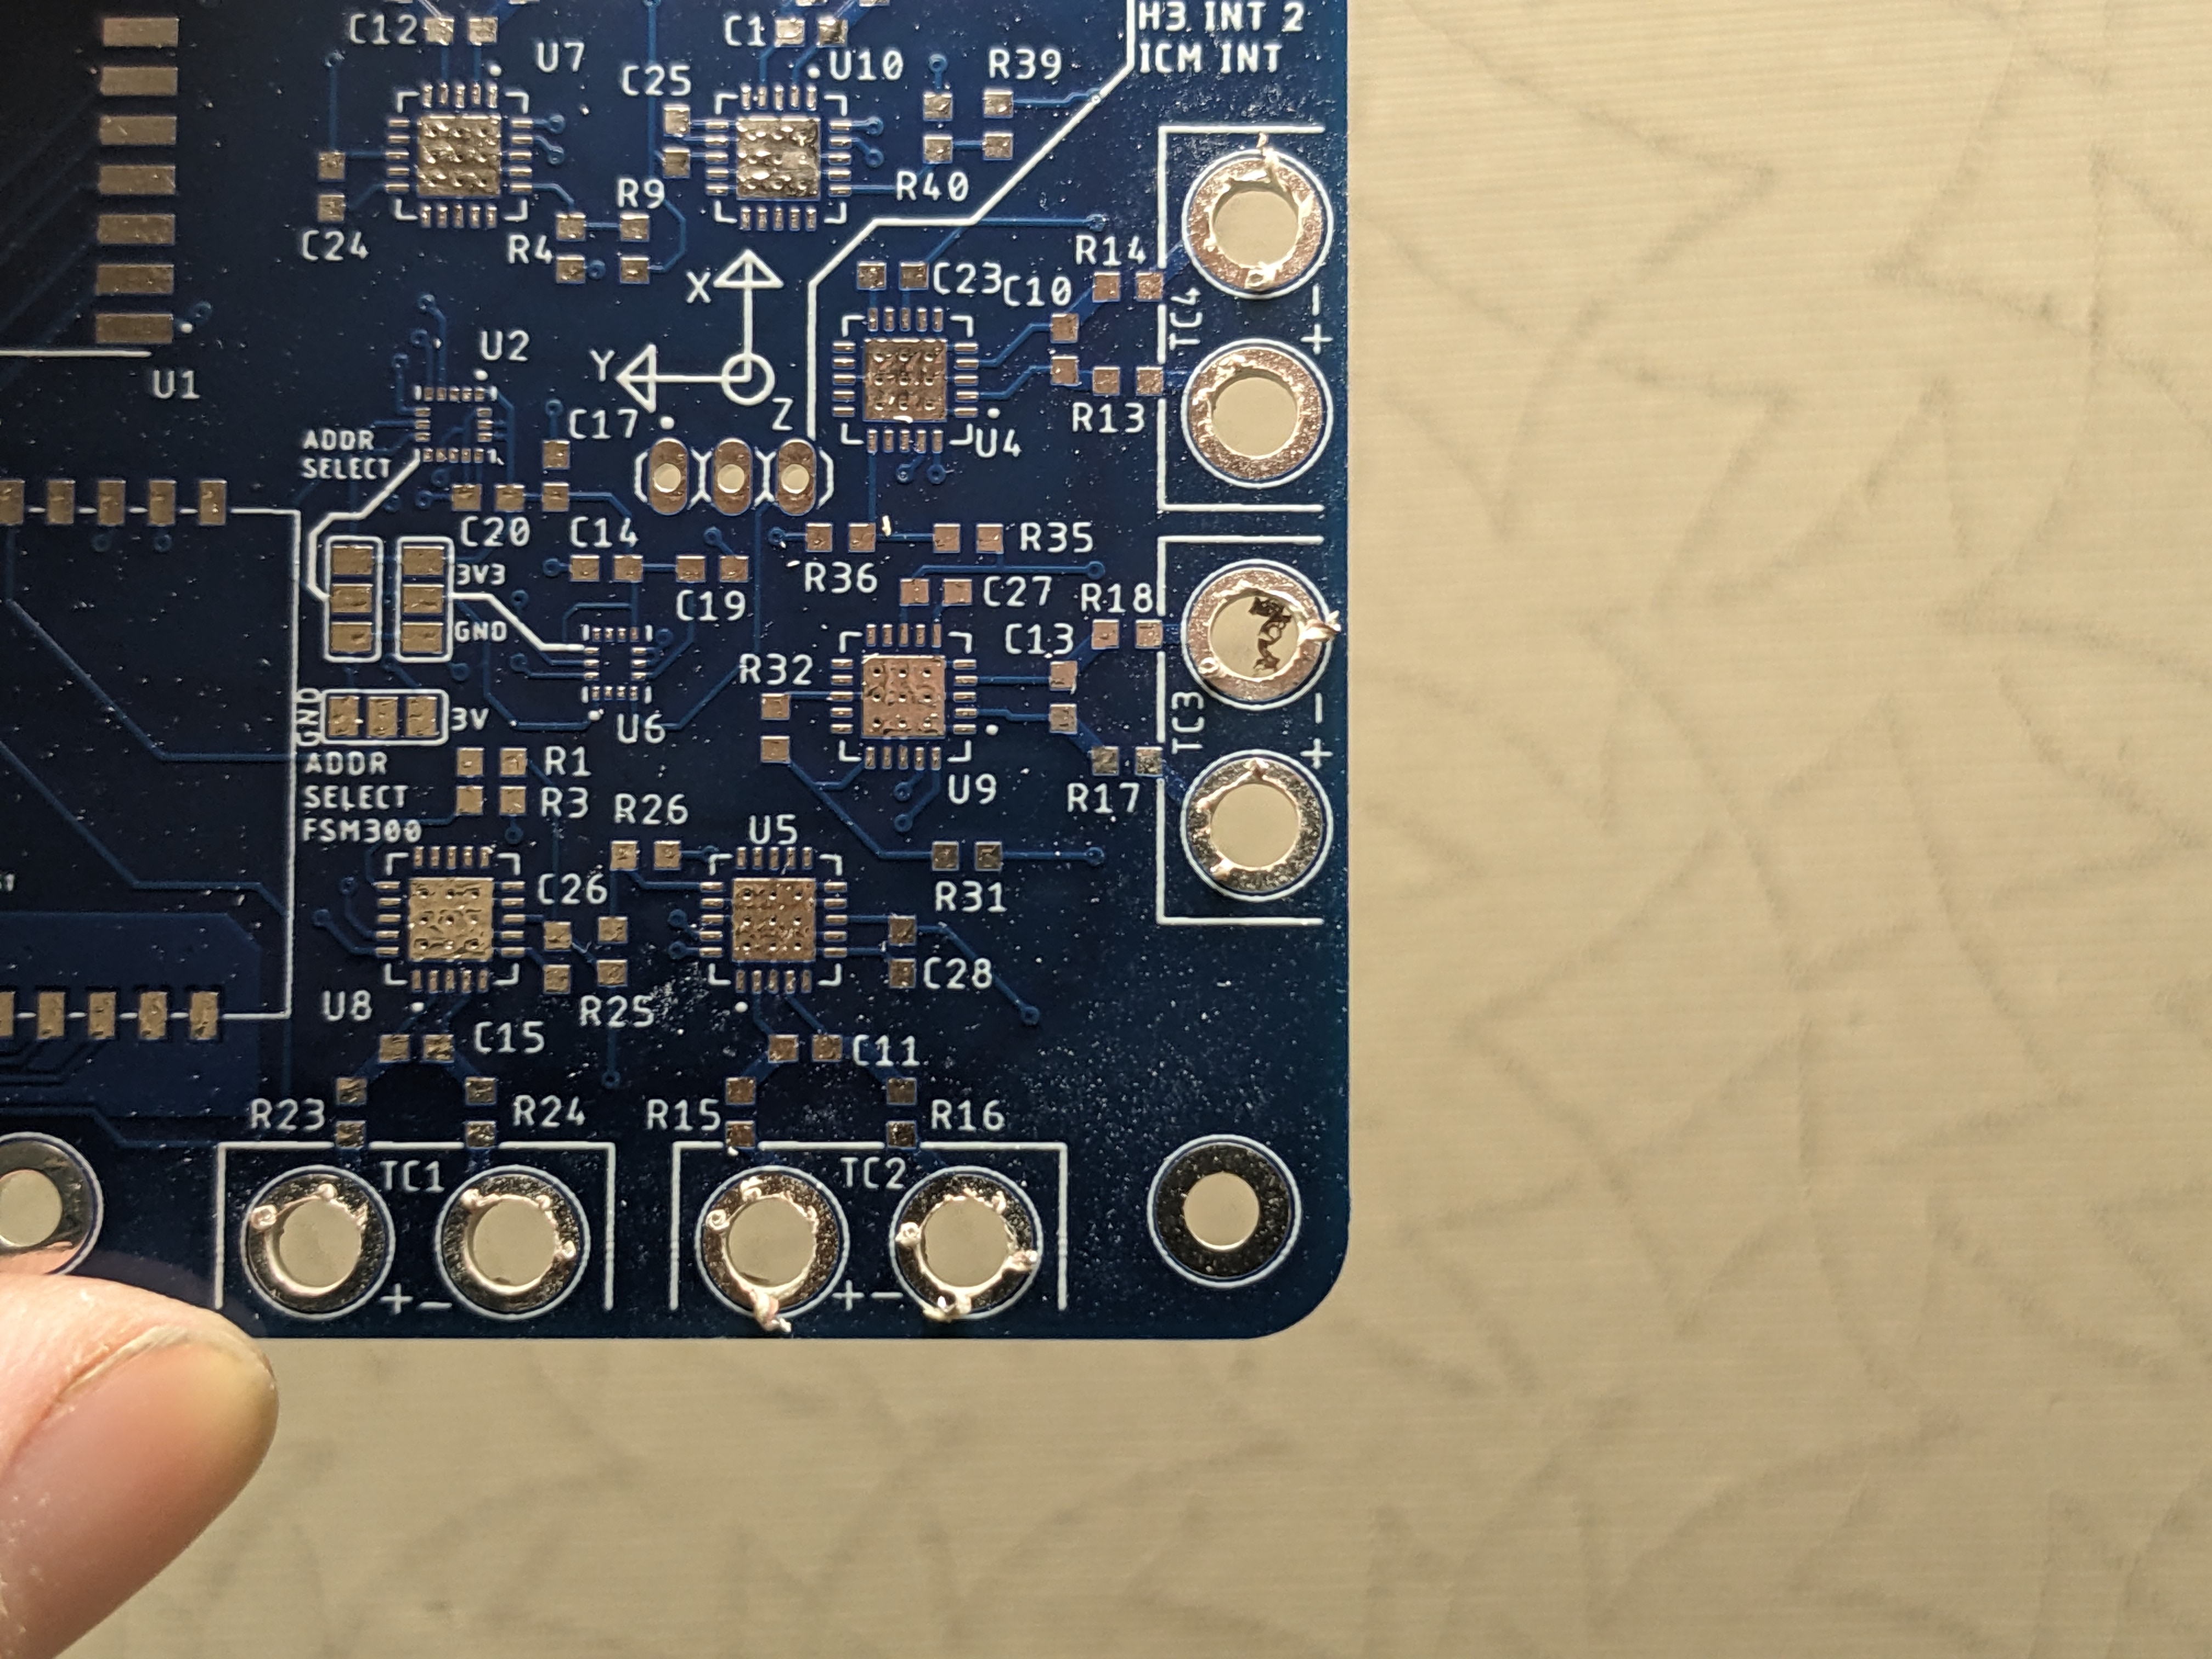 H3 INT 2
ICM INT
C12
U7
C1
U10
C25
R39
R9
R40
C24
R4
X
C23
C10
R14
TC4
- +
U2
Y
U1
C17
Z
R13
U4
ADDR
SELECT
C20
C14
R35
R36
3V3
C19
C27
R18
GND
C13
R32
TC3
- +
GND
3V
U6
ADDR
SELECT
FSM300
R1
R3
U9
R17
R26
U5
C26
R31
U8
R25
C28
C15
C11
R23
R24
R15
R16
TC1
TC2
+ -
+ -